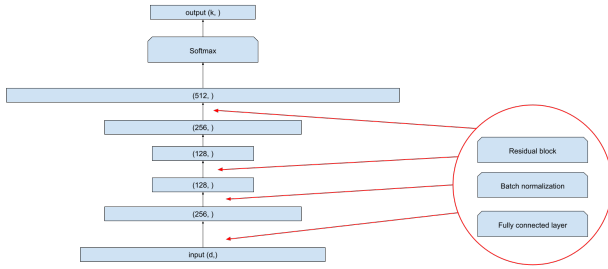 output (k, )
Softmax
(512, )
(256, )
(128, )
(128, )
(256, )
input (d,)
Residual block
Batch normalization
Fully connected layer